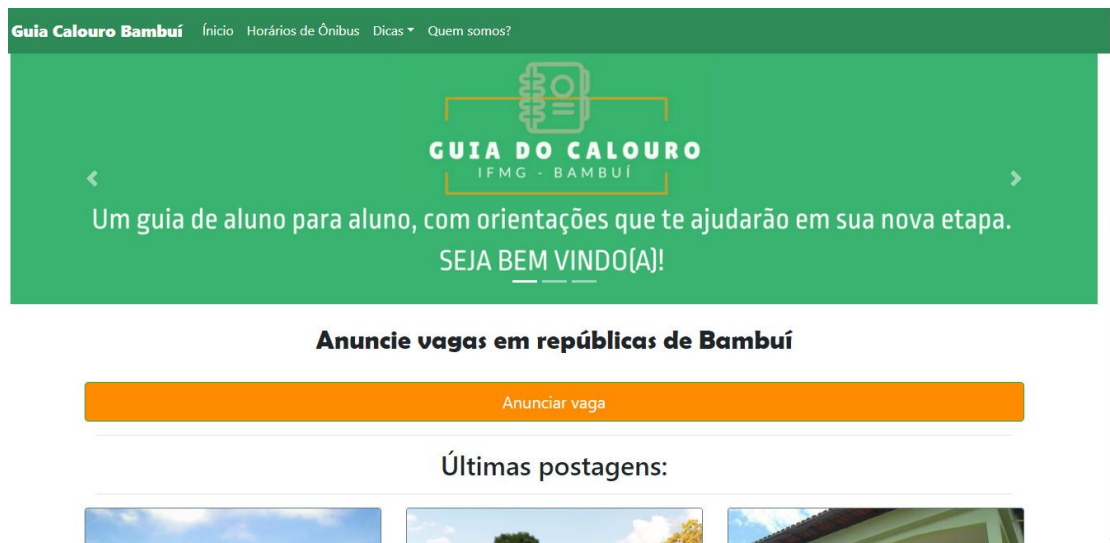 Guia Calouro Bambuí Ínicio Horários de Ônibus Dicas Quem somos?
GUIA DO CALOURO
IFMG - BAMBUÍ
Um guia de aluno para aluno, com orientações que te ajudarão em sua nova etapa.
SEJA BEM VINDO(A)!
Anuncie vagas em repúblicas de Bambuí
Anunciar vaga
Últimas postagens: